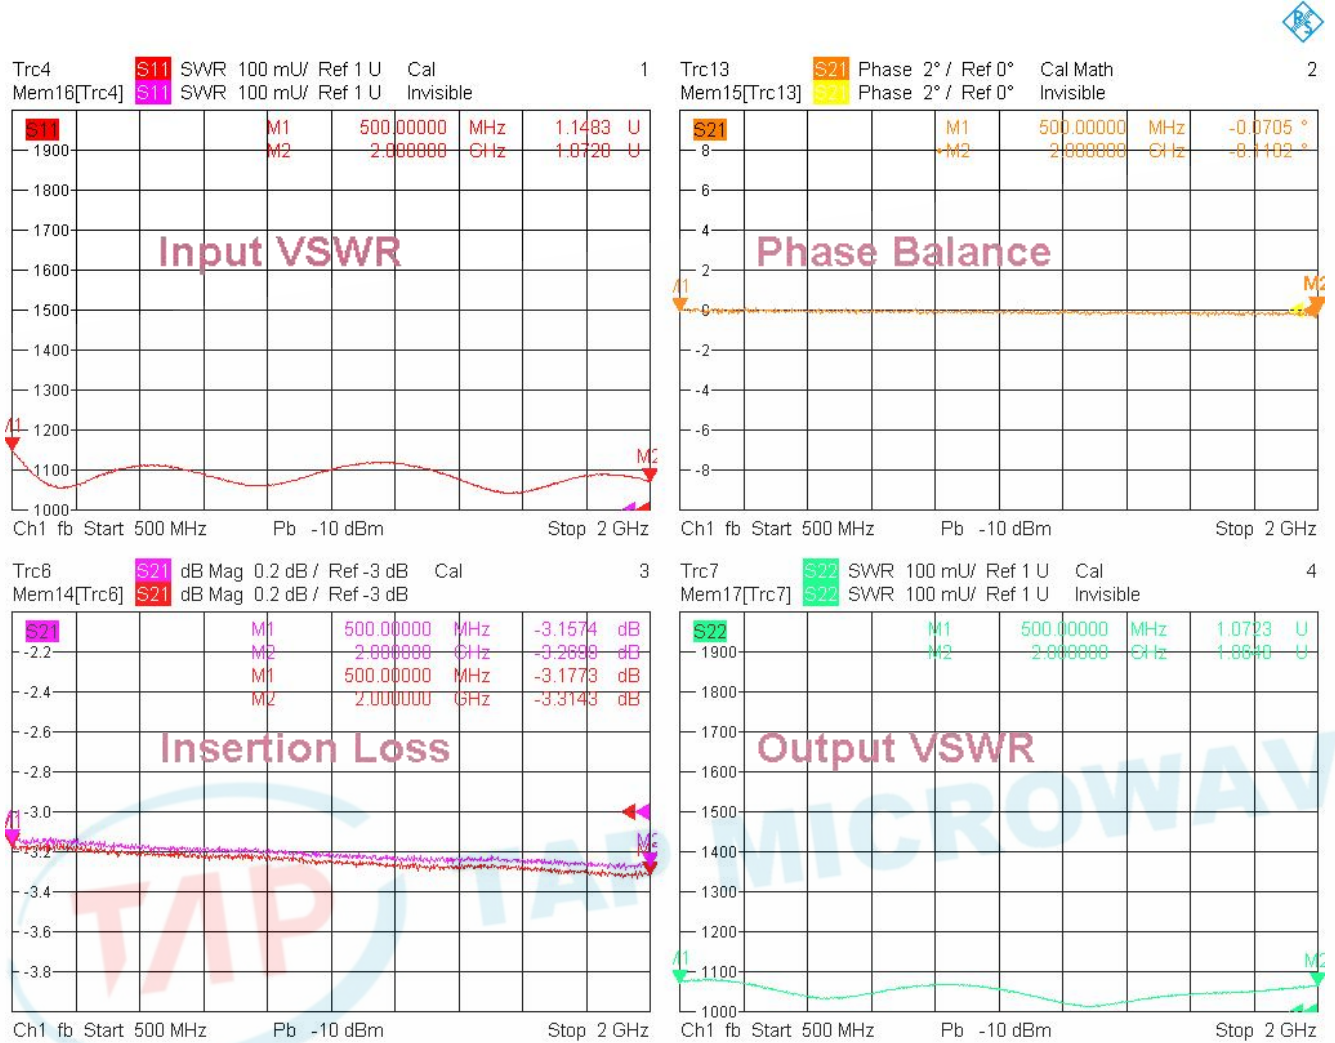 R&S
Trc4 S11 SWR 100 mU/ Ref 1 U Cal 1
Mem16[Trc4] S11 SWR 100 mU/ Ref 1 U Invisible
S11
M1 500.00000 MHz 1.1483 U
M2 2.000000 GHz 1.0720 U
1900
1800
1700
Input VSWR
1600
1500
1400
1300
M1
1200
M2
1100
1000
Ch1 fb Start 500 MHz Pb -10 dBm Stop 2 GHz
Trc13 S21 Phase 2° / Ref 0° Cal Math 2
Mem15[Trc13] S21 Phase 2° / Ref 0° Invisible
S21
M1 500.00000 MHz -0.0705 °
•M2 2.000000 GHz -0.1102 °
8
6
4
Phase Balance
2
M1
M2
0
-2
-4
-6
-8
Ch1 fb Start 500 MHz Pb -10 dBm Stop 2 GHz
Trc6 S21 dB Mag 0.2 dB / Ref -3 dB Cal 3
Mem14[Trc6] S21 dB Mag 0.2 dB / Ref -3 dB
S21
M1 500.00000 MHz -3.1574 dB
M2 2.000000 GHz dB
M1 500.00000 MHz -3.1773 dB
M2 2.000000 GHz -3.3143 dB
-2.2
-2.4
-2.6
Insertion Loss
-2.8
-3.0
M1
M2
-3.2
-3.4
-3.6
-3.8
Ch1 fb Start 500 MHz Pb -10 dBm Stop 2 GHz
Trc7 S22 SWR 100 mU/ Ref 1 U Cal 4
Mem17[Trc7] S22 SWR 100 mU/ Ref 1 U Invisible
S22
M1 500.00000 MHz 1.0723 U
M2 2.000000 GHz U
1900
1800
1700
Output VSWR
1600
1500
1400
1300
1200
M1
M2
1100
1000
Ch1 fb Start 500 MHz Pb -10 dBm Stop 2 GHz
TAP
TAP MICROWAV